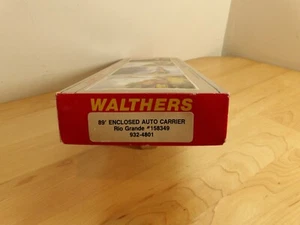 WALTHERS
89' ENCLOSED AUTO CARRIER
Rio Grande #158349
932-4801